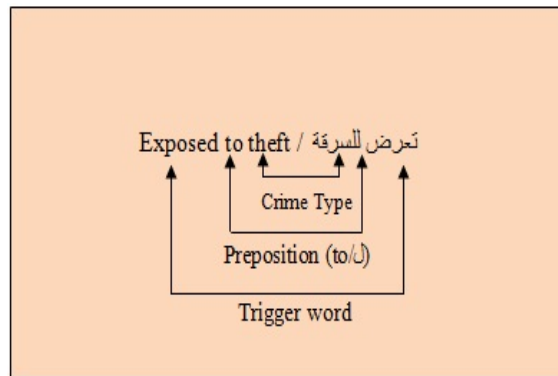 Exposed to theft / تعرض للسرقة
Crime Type
Preposition (to/ل)
Trigger word